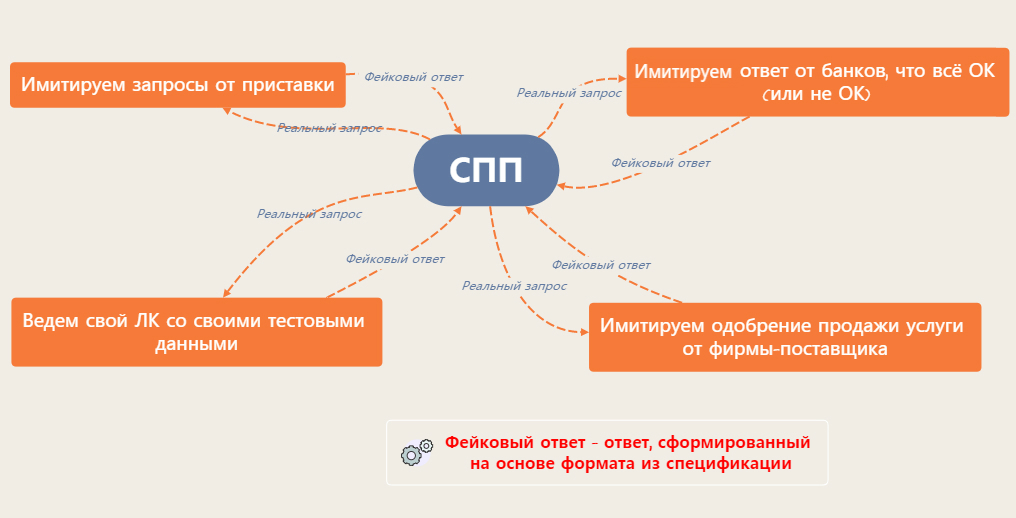 Имитируем запросы от приставки
Фейковый ответ
Реальный запрос
Имитируем ответ от банков, что всё ОК
(или не ОК)
Реальный запрос
Фейковый ответ
СПП
Реальный запрос
Фейковый ответ
Ведем свой ЛК со своими тестовыми
данными
Фейковый ответ
Реальный запрос
Имитируем одобрение продажи услуги
от фирмы-поставщика
Фейковый ответ - ответ, сформированный
на основе формата из спецификации